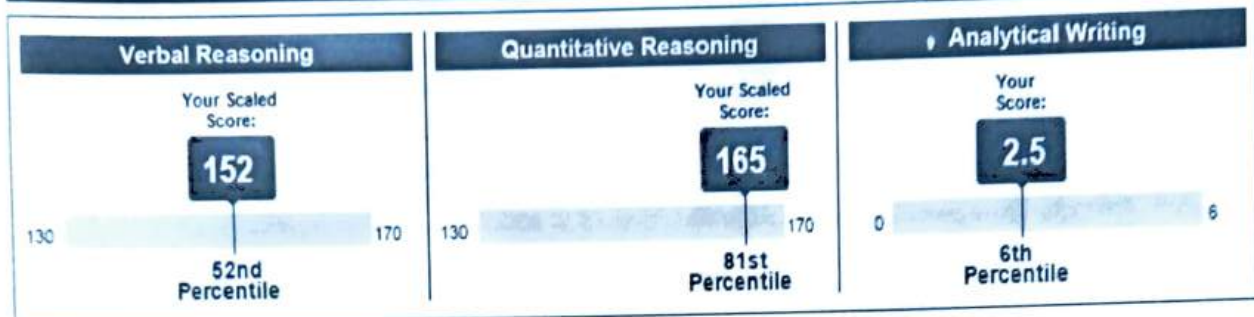 Verbal Reasoning
Your Scaled
Score:
152
130
170
52nd
Percentile
Quantitative Reasoning
Your Scaled
Score:
165
130
170
81st
Percentile
Analytical Writing
Your
Score:
2.5
0
6
6th
Percentile